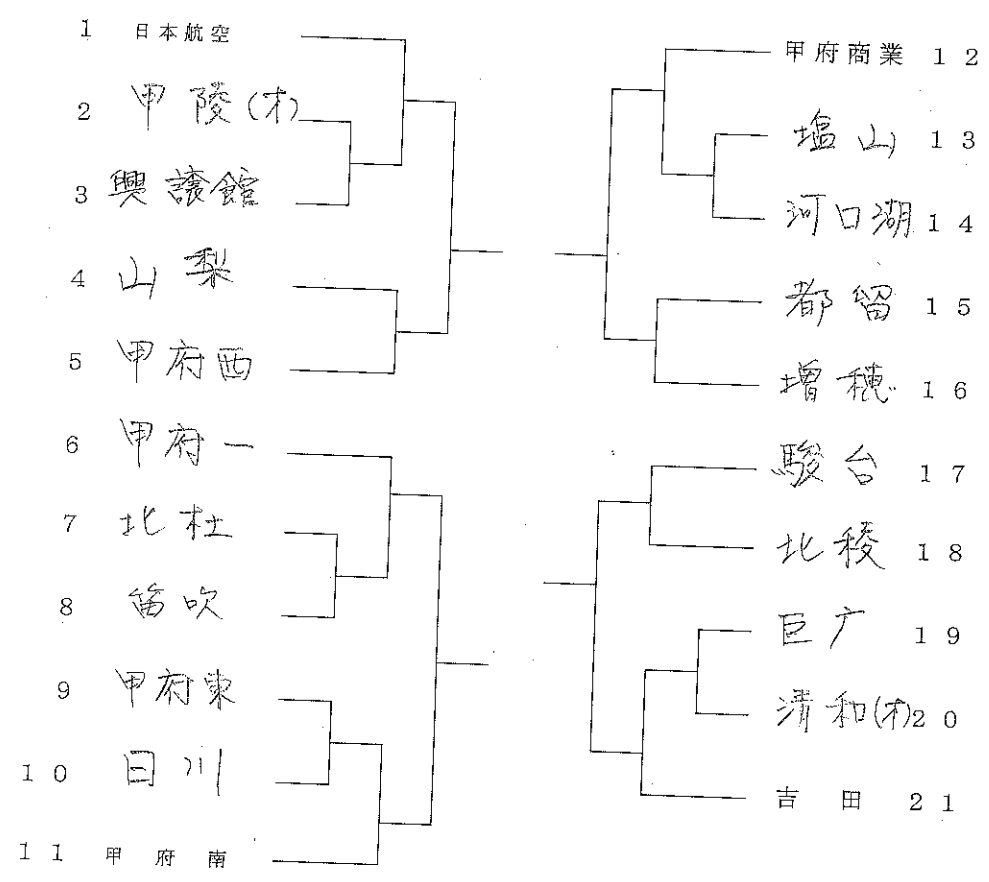 1 日本航空
2 甲陵(オ)
3 興譲館
4 山梨
5 甲府西
6 甲府一
7 北杜
8 笛吹
9 甲府東
10 日川
11 甲府南
甲府商業 12
塩山 13
河口湖 14
都留 15
増穂 16
駿台 17
北稜 18
巨广 19
清和(オ)20
吉田 21